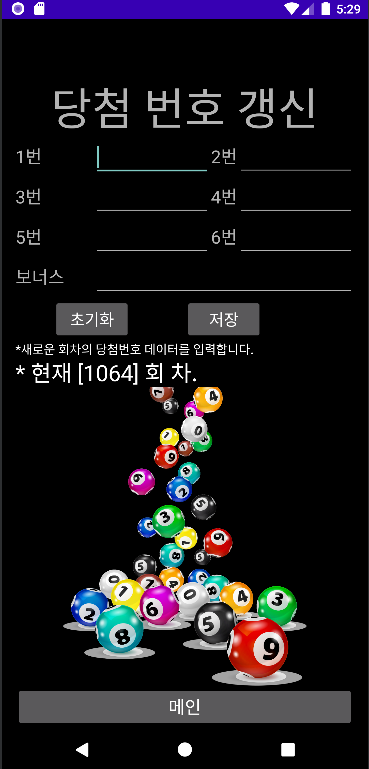 5:29
당첨 번호 갱신
1번 2번
3번 4번
5번 6번
보너스
초기화 저장
*새로운 회차의 당첨번호 데이터를 입력합니다.
* 현재 [1064] 회 차.
메인